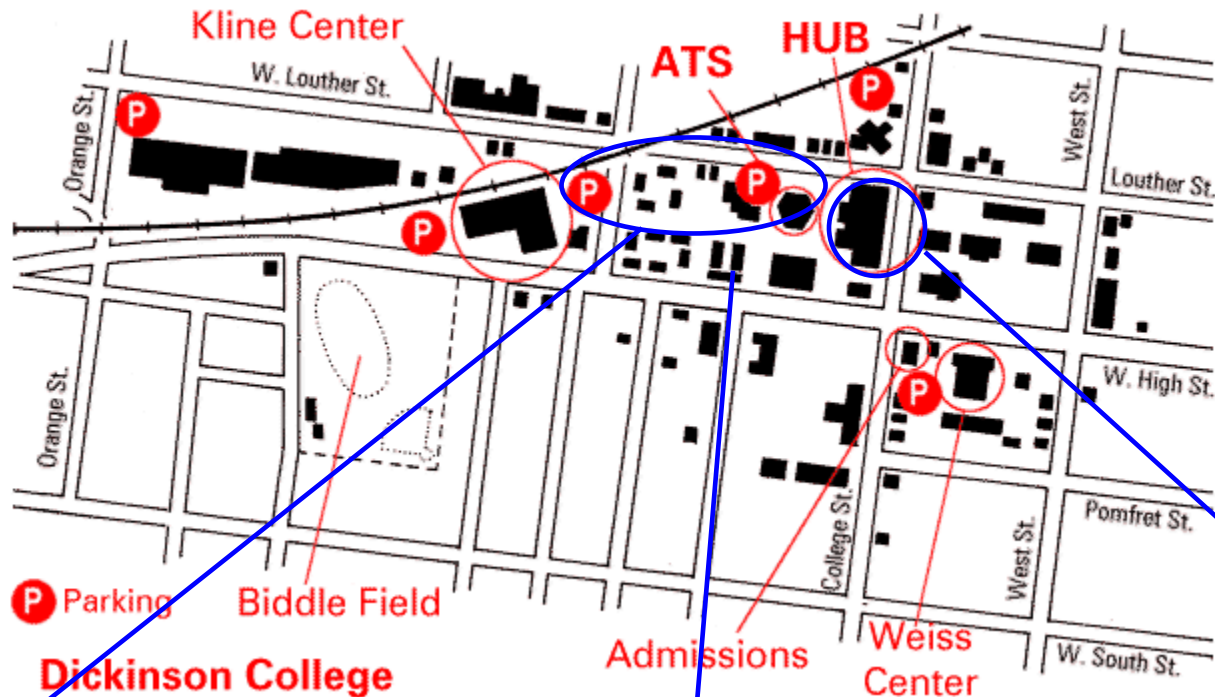 Kline Center
ATS
HUB
W. Louther St.
P
P
Orange St.
West St.
Louther St.
P
P
P
W. High St.
P
Orange St.
Pomfret St.
College St.
West St.
P Parking
Biddle Field
Admissions
Weiss
Center
W. South St.
Dickinson College